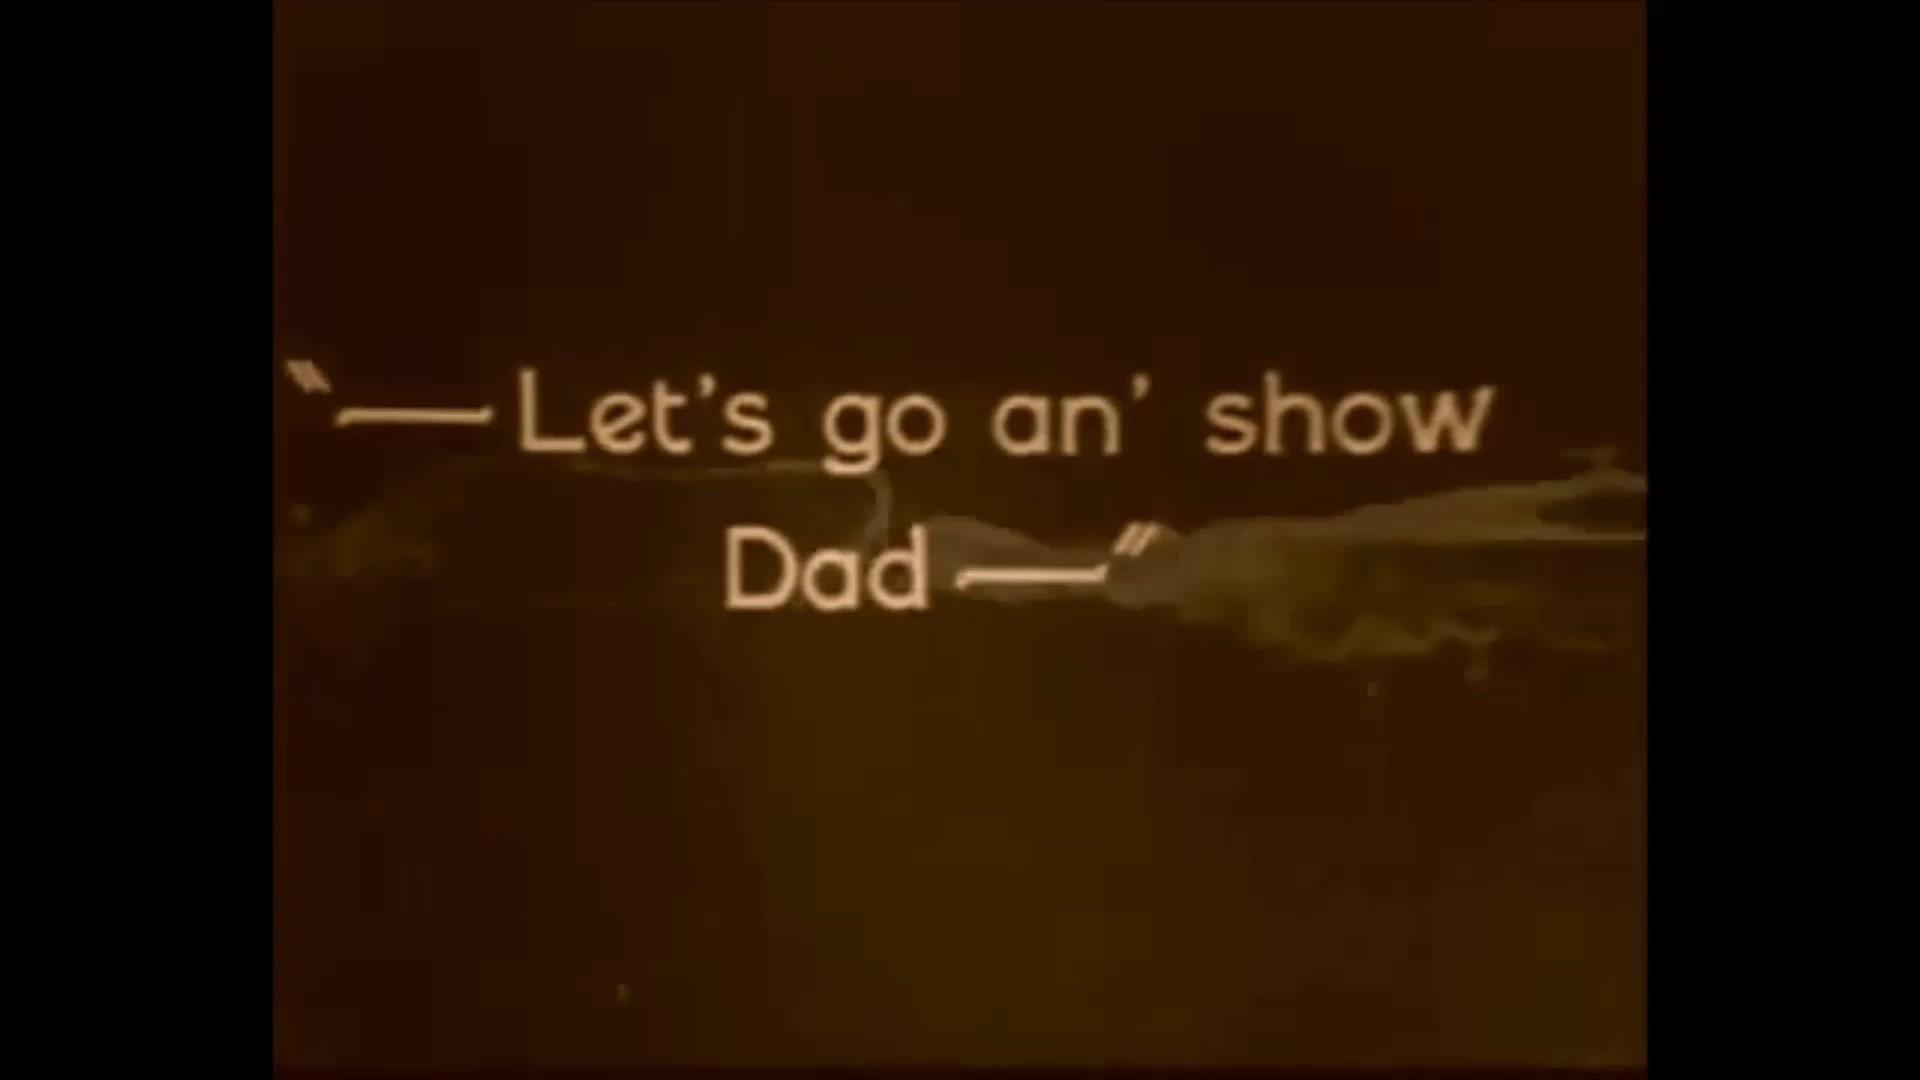 "— Let's go an' show
Dad —"